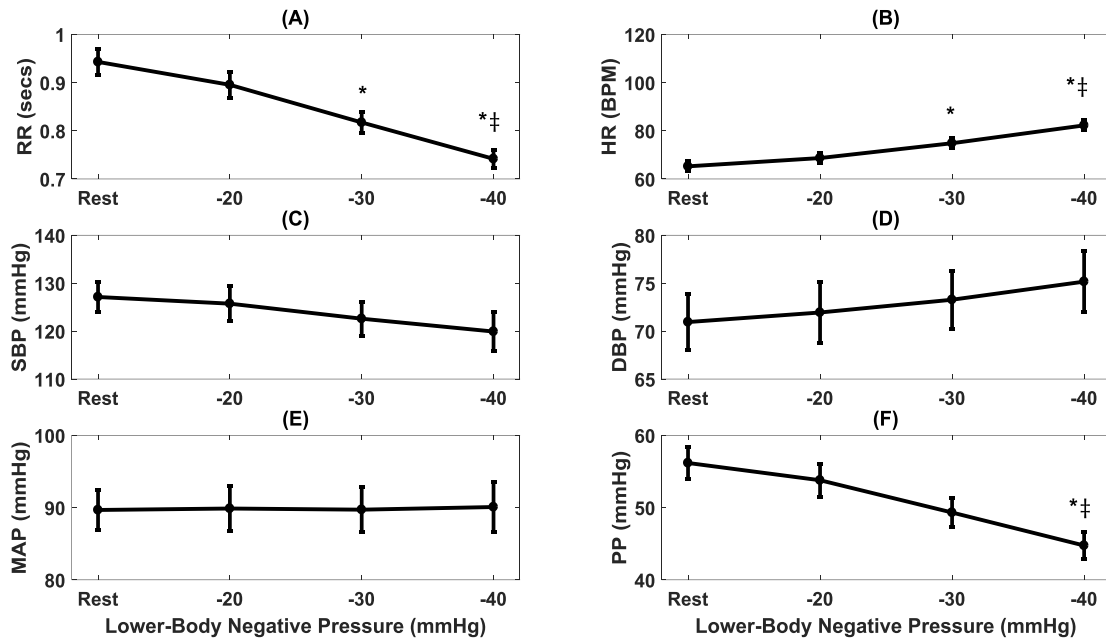 (A)
RR (secs)
1
0.9
0.8
0.7
*
*‡
Rest -20 -30 -40
(B)
HR (BPM)
120
100
80
60
*
*‡
Rest -20 -30 -40
(C)
SBP (mmHg)
140
130
120
110
Rest -20 -30 -40
(D)
DBP (mmHg)
80
75
70
65
Rest -20 -30 -40
(E)
MAP (mmHg)
100
90
80
Rest -20 -30 -40
Lower-Body Negative Pressure (mmHg)
(F)
PP (mmHg)
60
50
40
*‡
Rest -20 -30 -40
Lower-Body Negative Pressure (mmHg)